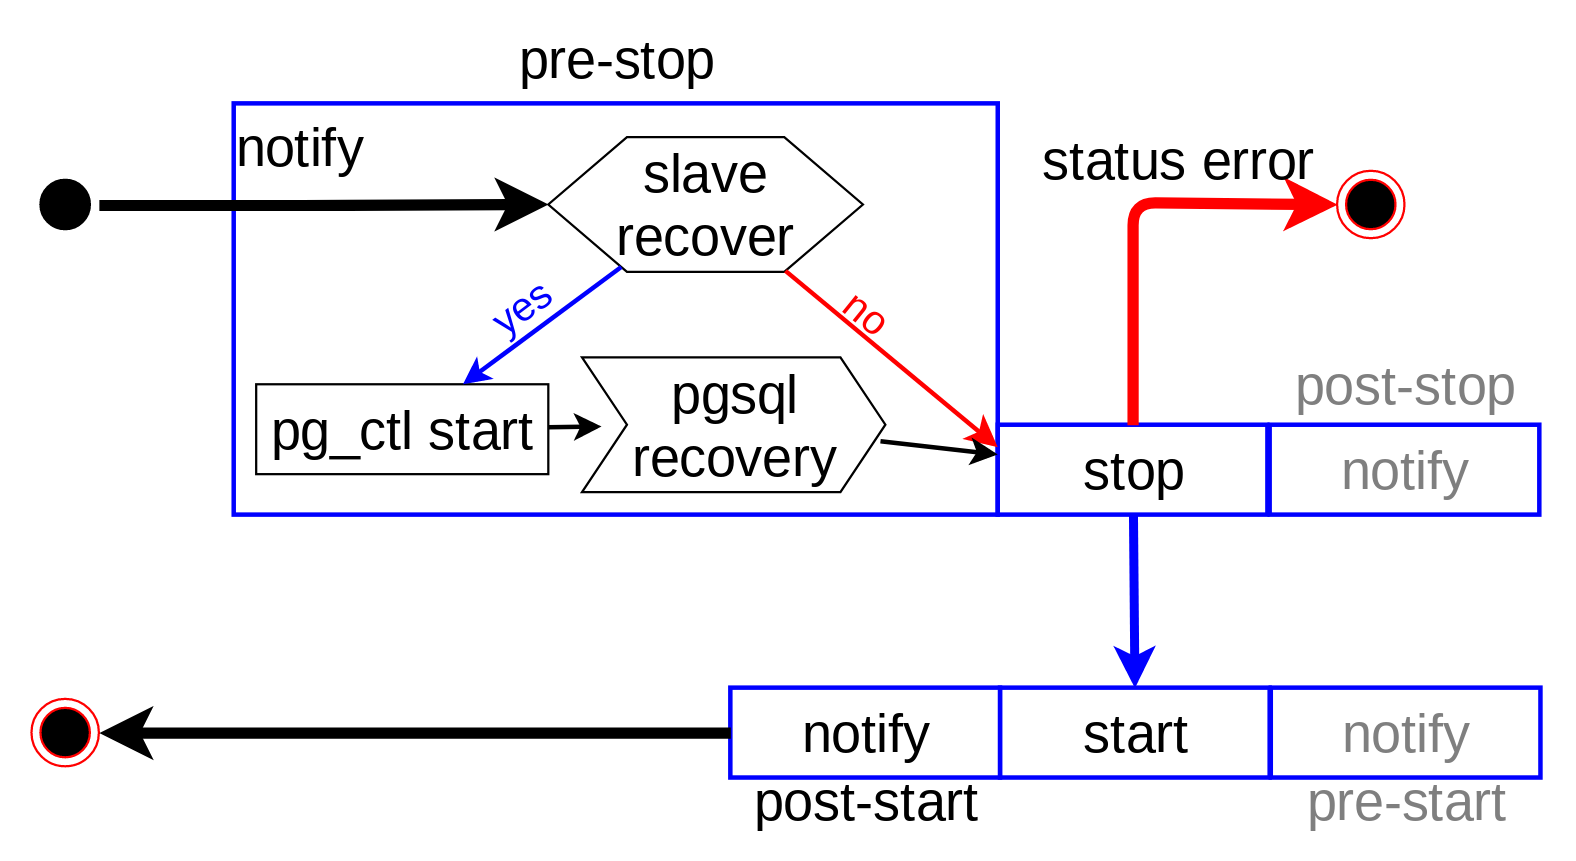 pre-stop
notify
slave
recover
status error
yes
no
pg_ctl start
pgsql
recovery
post-stop
stop
notify
notify
start
notify
post-start
pre-start